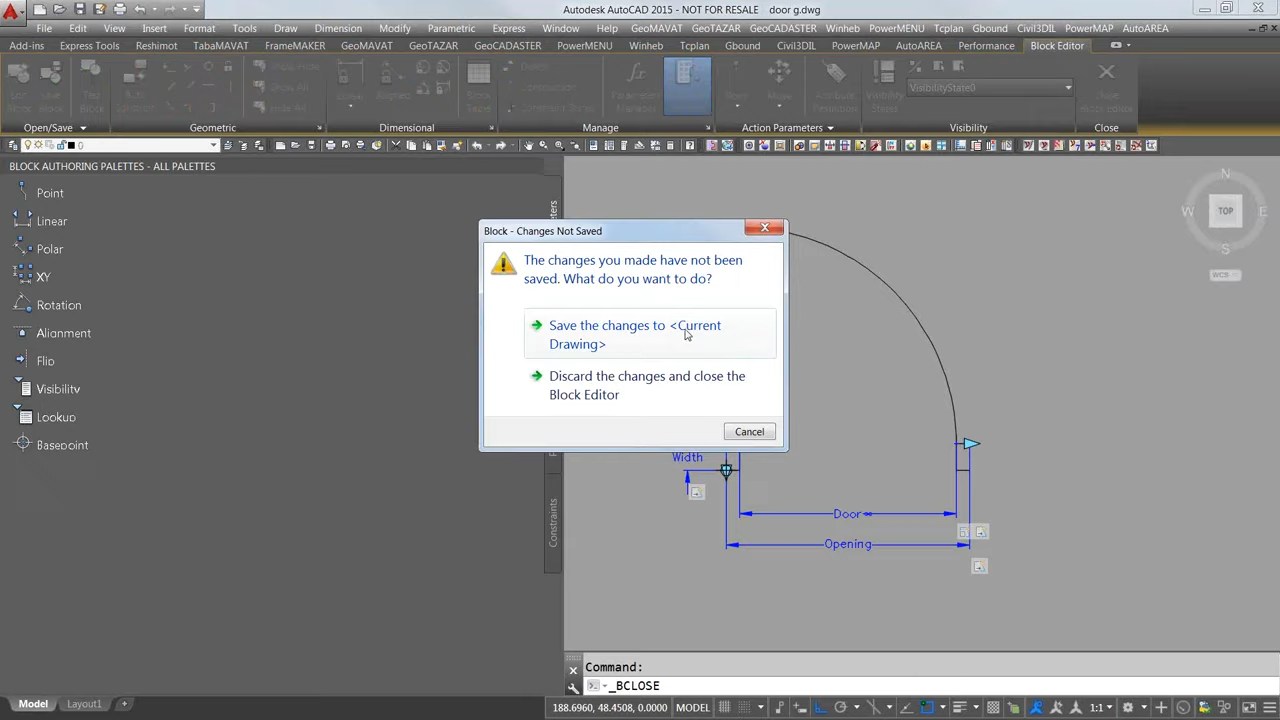 Autodesk AutoCAD 2015 - NOT FOR RESALE door g.dwg
File Edit View Insert Format Tools Draw Dimension Modify Parametric Express Window Help GeoMAVAT GeoTAZAR GeoCADASTER Winheb PowerMENU Tcplan Gbound Civil3DIL PowerMAP AutoAREA
Add-ins Express Tools Reshimot TabaMAVAT FrameMAKER GeoMAVAT GeoTAZAR GeoCADASTER PowerMENU Winheb Tcplan Gbound Civil3DIL PowerMAP AutoAREA Performance Block Editor
VisibilityState0
Open/Save Geometric Dimensional Manage Action Parameters Visibility Close
0
BLOCK AUTHORING PALETTES - ALL PALETTES
Point
Linear
Polar
XY
Rotation
Alignment
Flip
Visibility
Lookup
Basepoint
Constraints
Block - Changes Not Saved
The changes you made have not been
saved. What do you want to do?
Save the changes to <Current
Drawing>
Discard the changes and close the
Block Editor
Cancel
N
W TOP E
S
WCS
Width
Door
Opening
Command:
_BCLOSE
Model Layout1 +
188.6960, 48.4508, 0.0000 MODEL 1:1